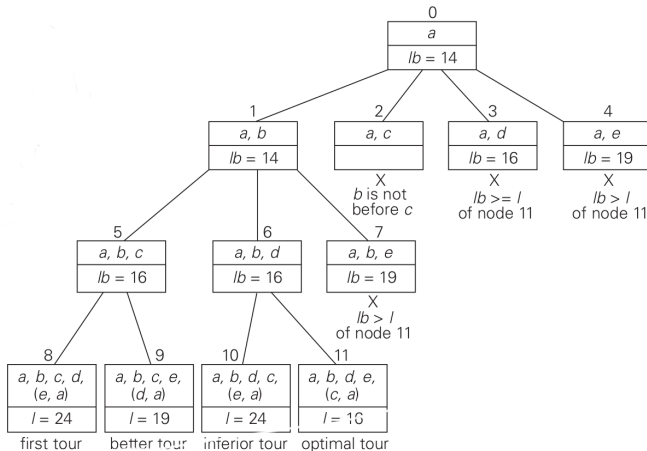 0
a
lb = 14
1
a, b
lb = 14
2
a, c
X
b is not
before c
3
a, d
lb = 16
X
lb >= l
of node 11
4
a, e
lb = 19
X
lb > l
of node 11
5
a, b, c
lb = 16
6
a, b, d
lb = 16
7
a, b, e
lb = 19
X
lb > l
of node 11
8
a, b, c, d,
(e, a)
l = 24
first tour
9
a, b, c, e,
(d, a)
l = 19
better tour
10
a, b, d, c,
(e, a)
l = 24
inferior tour
11
a, b, d, e,
(c, a)
l = 16
optimal tour